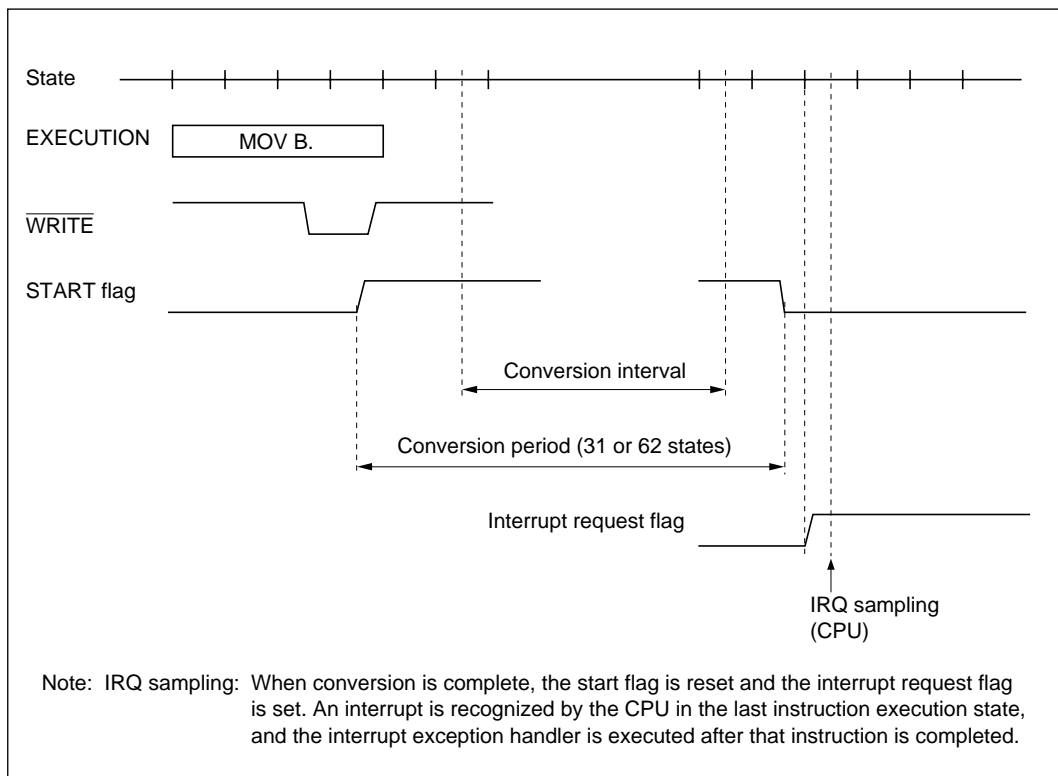 State
EXECUTION
MOV B.
WRITE
START flag
Conversion interval
Conversion period (31 or 62 states)
Interrupt request flag
IRQ sampling
(CPU)
Note: IRQ sampling: When conversion is complete, the start flag is reset and the interrupt request flag
is set. An interrupt is recognized by the CPU in the last instruction execution state,
and the interrupt exception handler is executed after that instruction is completed.